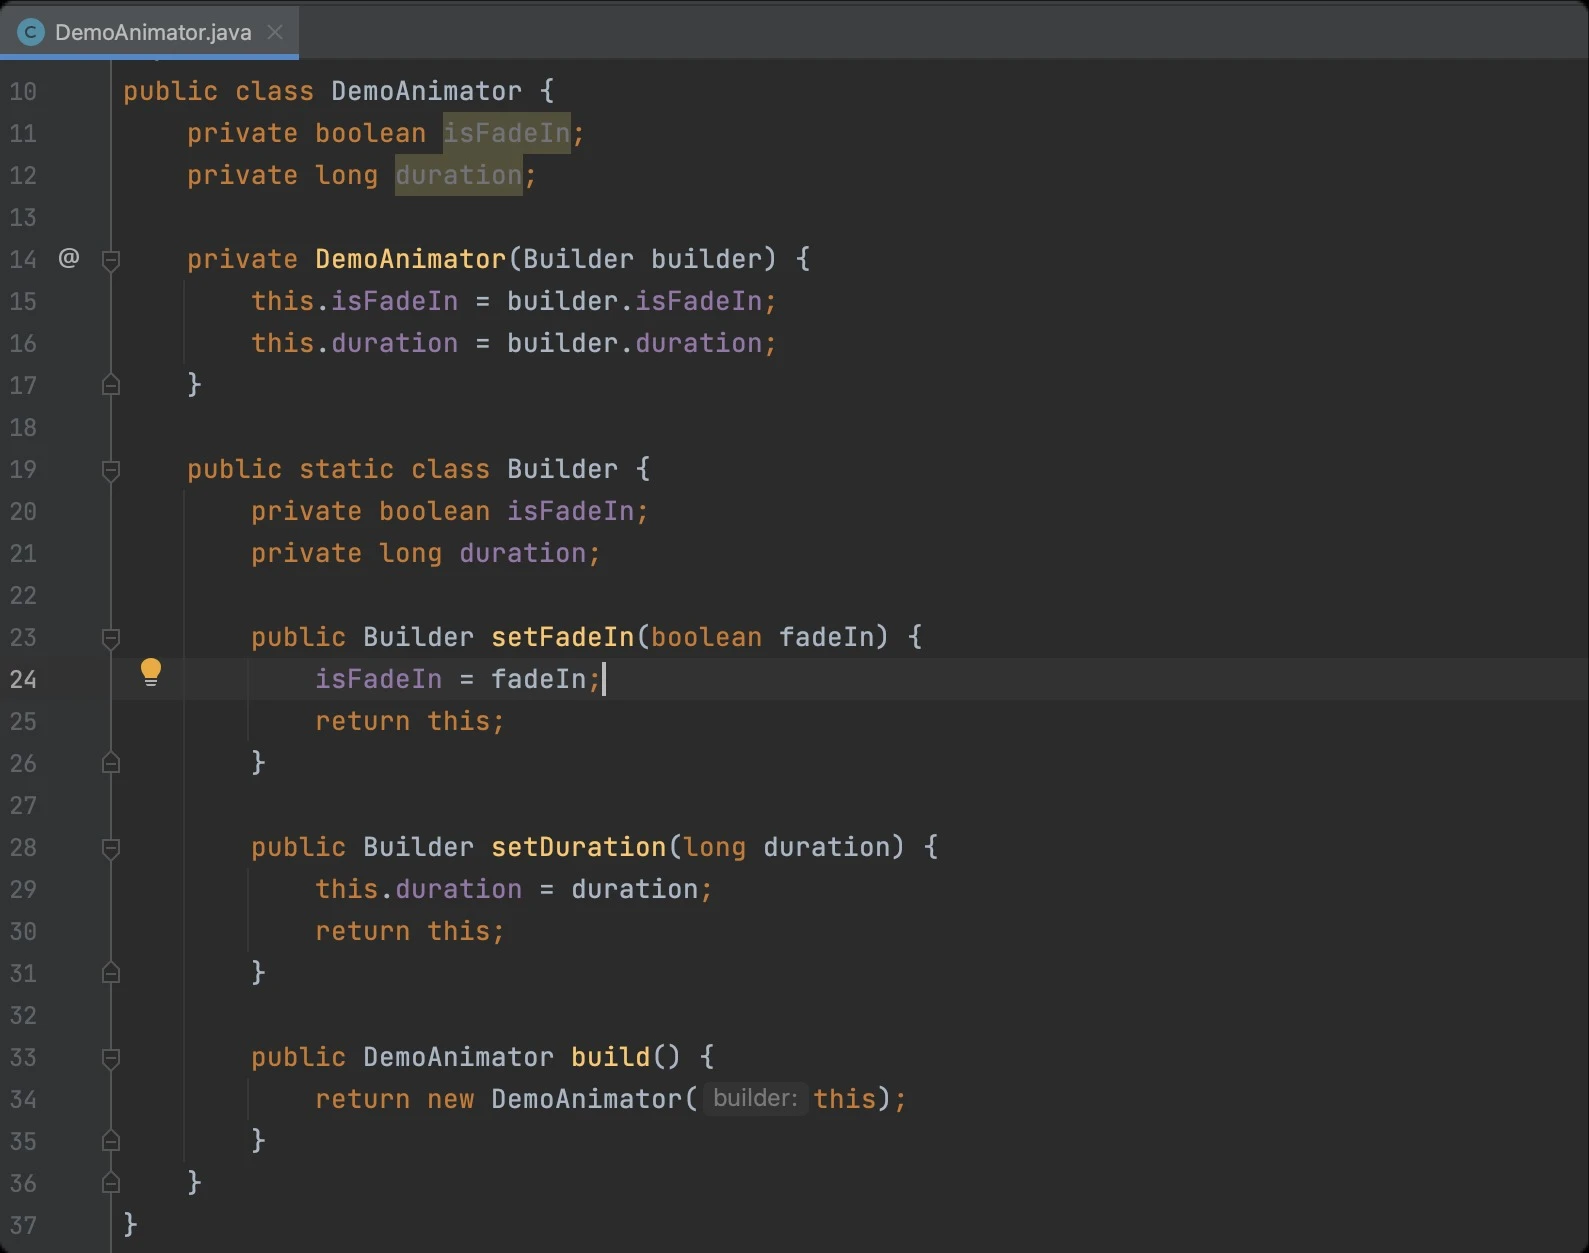 DemoAnimator.java
10 public class DemoAnimator {
11     private boolean isFadeIn;
12     private long duration;
13
14 @ private DemoAnimator(Builder builder) {
15         this.isFadeIn = builder.isFadeIn;
16         this.duration = builder.duration;
17     }
18
19     public static class Builder {
20         private boolean isFadeIn;
21         private long duration;
22
23         public Builder setFadeIn(boolean fadeIn) {
24             isFadeIn = fadeIn;
25             return this;
26         }
27
28         public Builder setDuration(long duration) {
29             this.duration = duration;
30             return this;
31         }
32
33         public DemoAnimator build() {
34             return new DemoAnimator( builder: this);
35         }
36     }
37 }